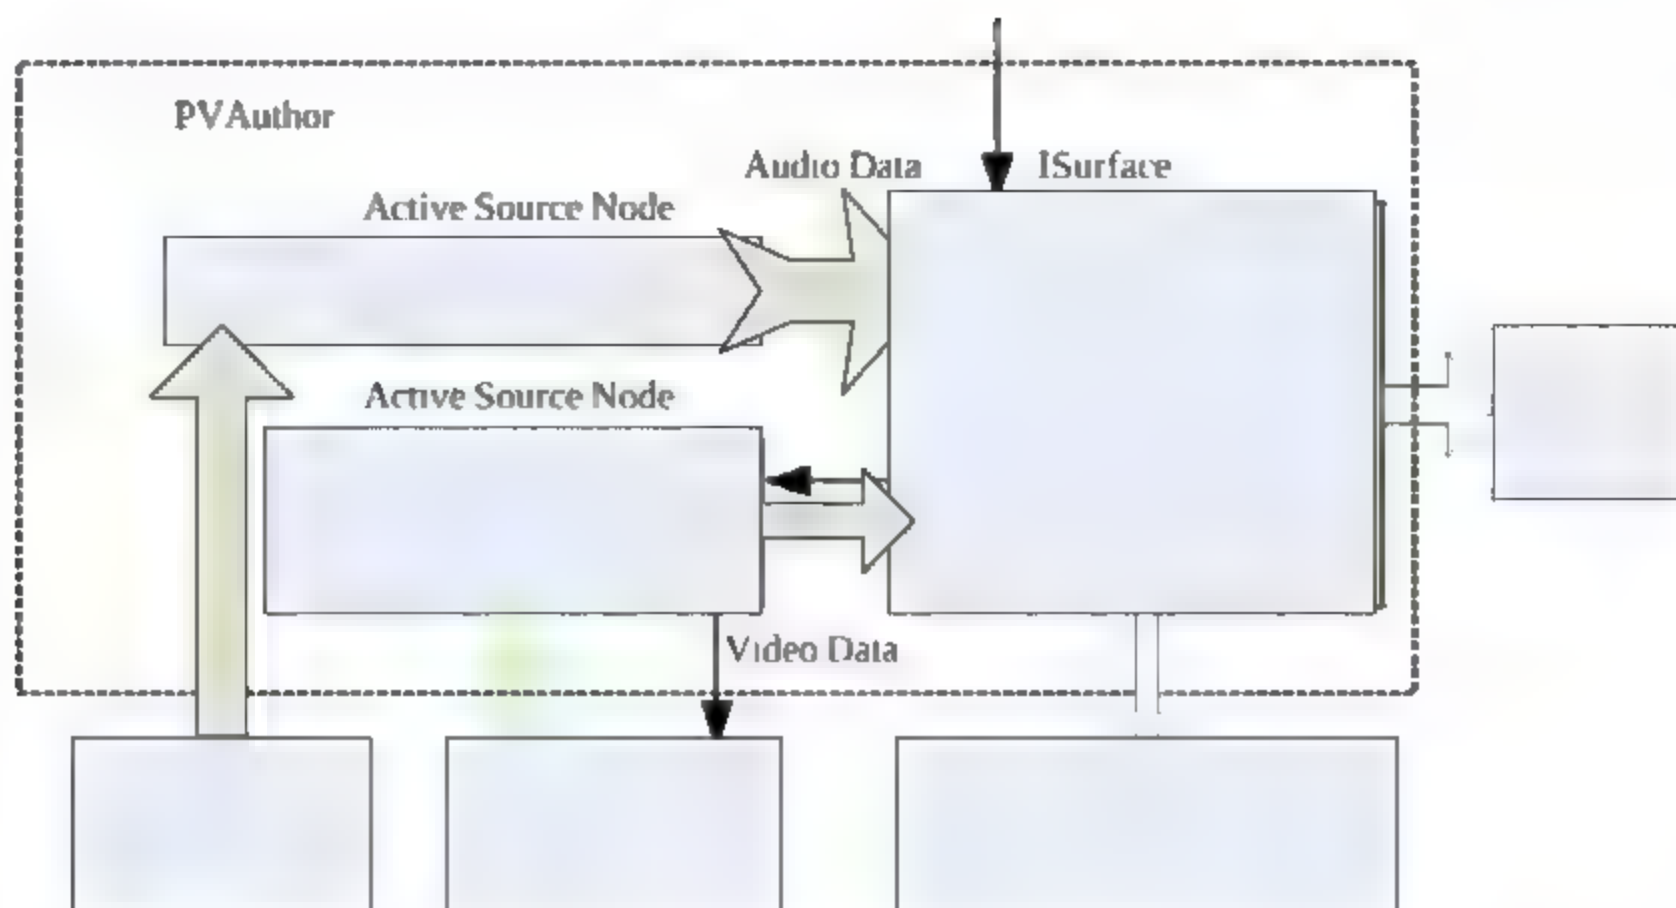 PVAuthor
Audio Data
ISurface
Active Source Node
Active Source Node
Video Data